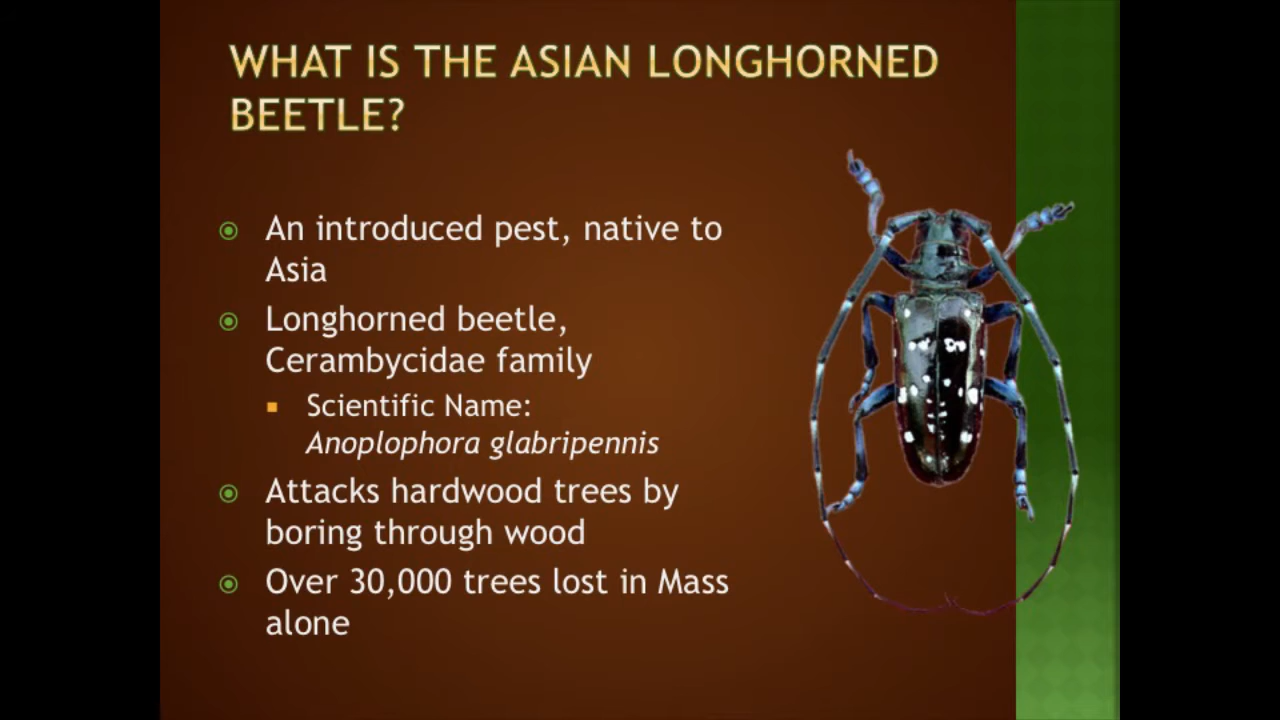 WHAT IS THE ASIAN LONGHORNED
BEETLE?
An introduced pest, native to
Asia
Longhorned beetle,
Cerambycidae family
Scientific Name:
Anoplophora glabripennis
Attacks hardwood trees by
boring through wood
Over 30,000 trees lost in Mass
alone